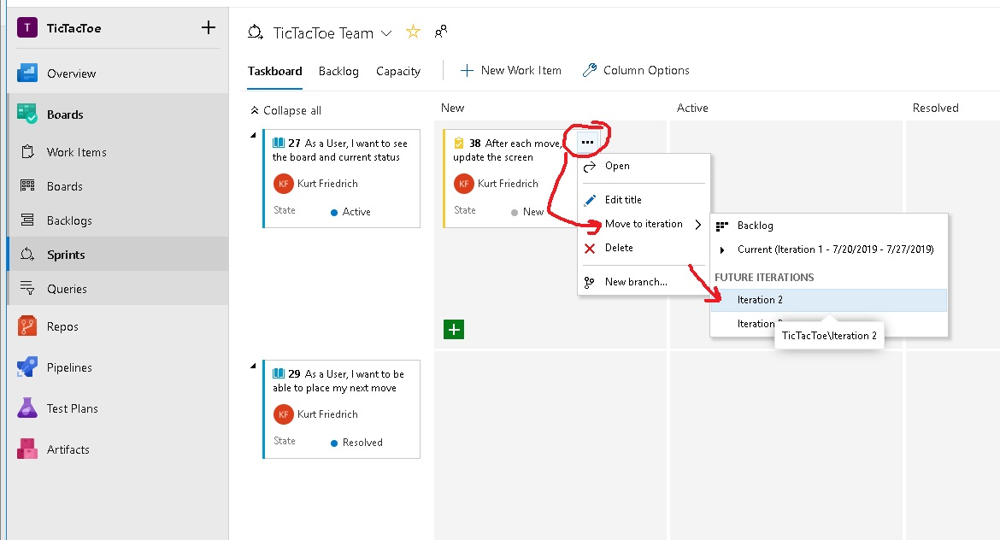 T TicTacToe
Overview
Boards
Work Items
Boards
Backlogs
Sprints
Queries
Repos
Pipelines
Test Plans
Artifacts
TicTacToe Team
Taskboard Backlog Capacity New Work Item Column Options
Collapse all New Active Resolved
27 As a User, I want to see
the board and current status
KF Kurt Friedrich
State Active
38 After each move,
update the screen
KF Kurt Friedrich
State New
Open
Edit title
Move to iteration
Delete
New branch...
Backlog
Current (Iteration 1 - 7/20/2019 - 7/27/2019)
FUTURE ITERATIONS
Iteration 2
Iteration
TicTacToe\Iteration 2
29 As a User, I want to be
able to place my next move
KF Kurt Friedrich
State Resolved